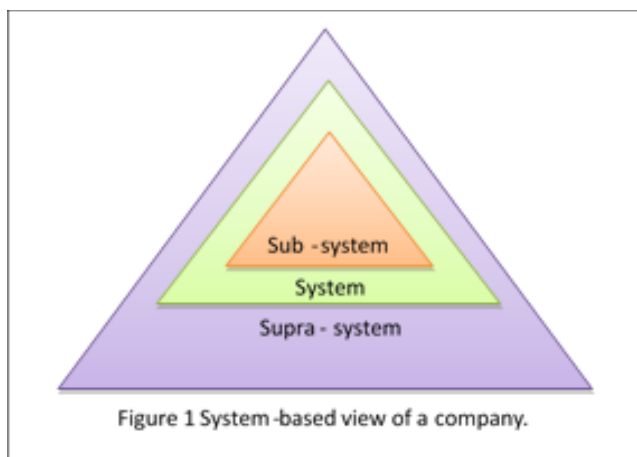 Sub -system
System
Supra - system
Figure 1 System -based view of a company.